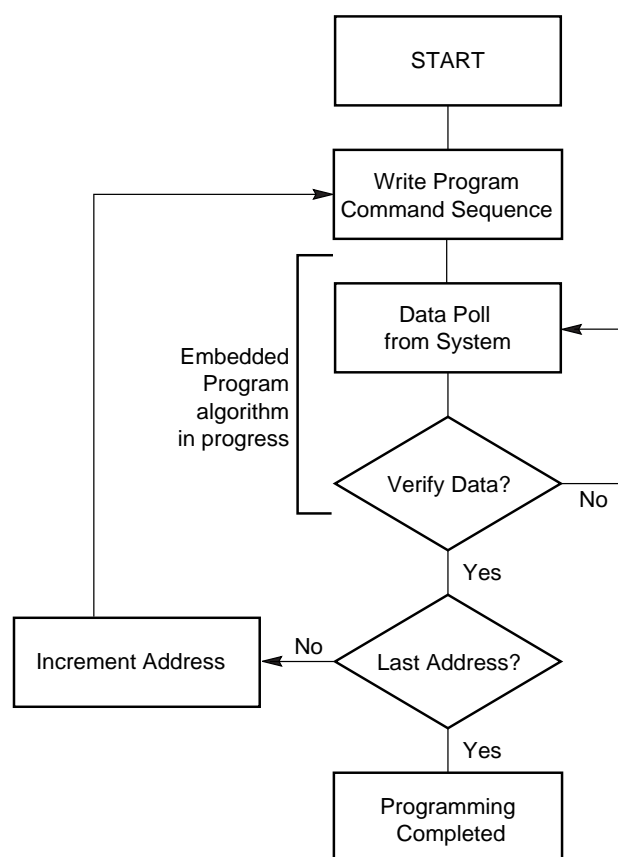 START
Write Program
Command Sequence
Data Poll
from System
Embedded
Program
algorithm
in progress
Verify Data?
No
Yes
No
Increment Address
Last Address?
Yes
Programming
Completed